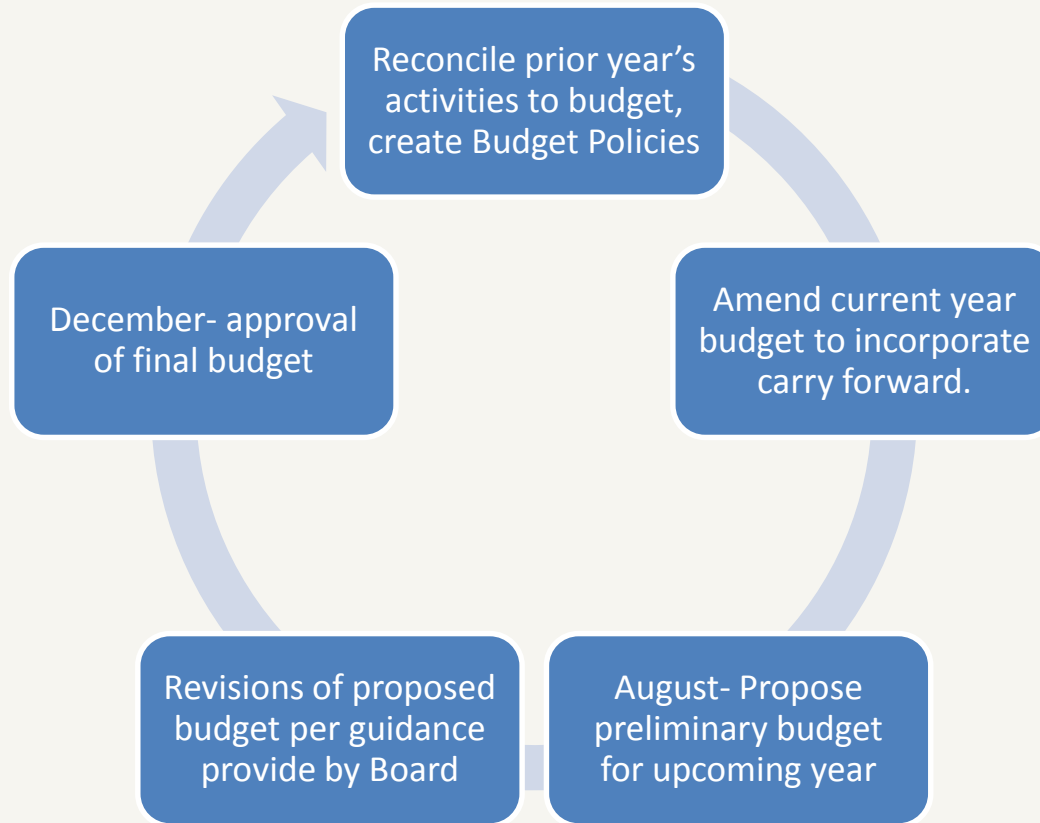 Reconcile prior year’s
activities to budget,
create Budget Policies
Amend current year
budget to incorporate
carry forward.
August- Propose
preliminary budget
for upcoming year
Revisions of proposed
budget per guidance
provide by Board
December- approval
of final budget